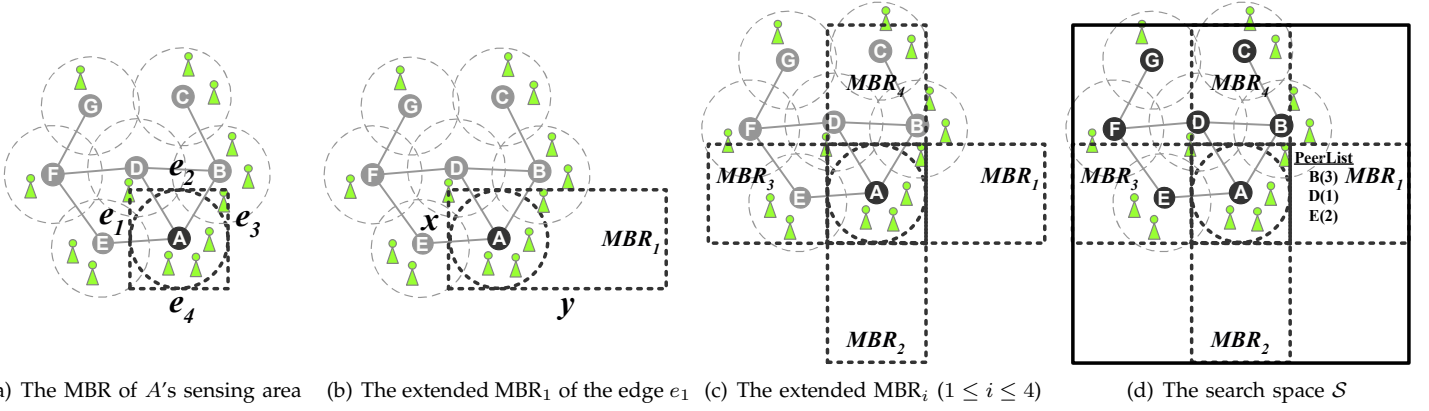 G
C
F
D
B
e2
e1
e3
E
A
e4
G
C
F
D
B
x
E
A
MBR1
y
C
G
MBR4
F
D
B
MBR3
E
A
MBR1
MBR2
C
G
MBR4
F
D
B
PeerList
MBR3
B(3)
MBR1
E
A
D(1)
E(2)
MBR2
) The MBR of A's sensing area
(b) The extended MBR1 of the edge e1
(c) The extended MBRi (1 ≤ i ≤ 4)
(d) The search space S